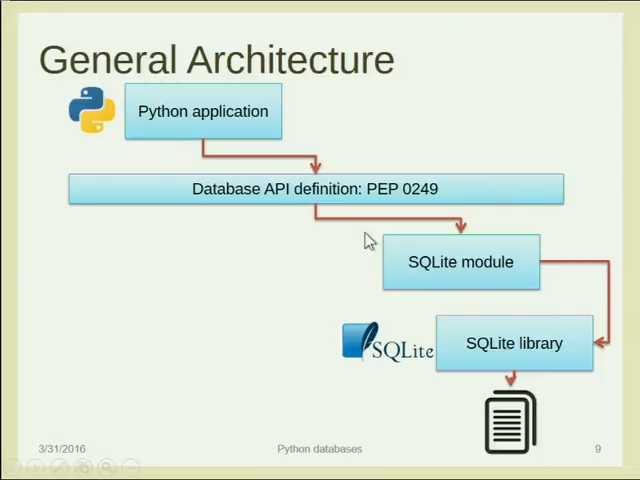 General Architecture
Python application
Database API definition: PEP 0249
SQLite module
SQLite
SQLite library
3/31/2016
Python databases
9